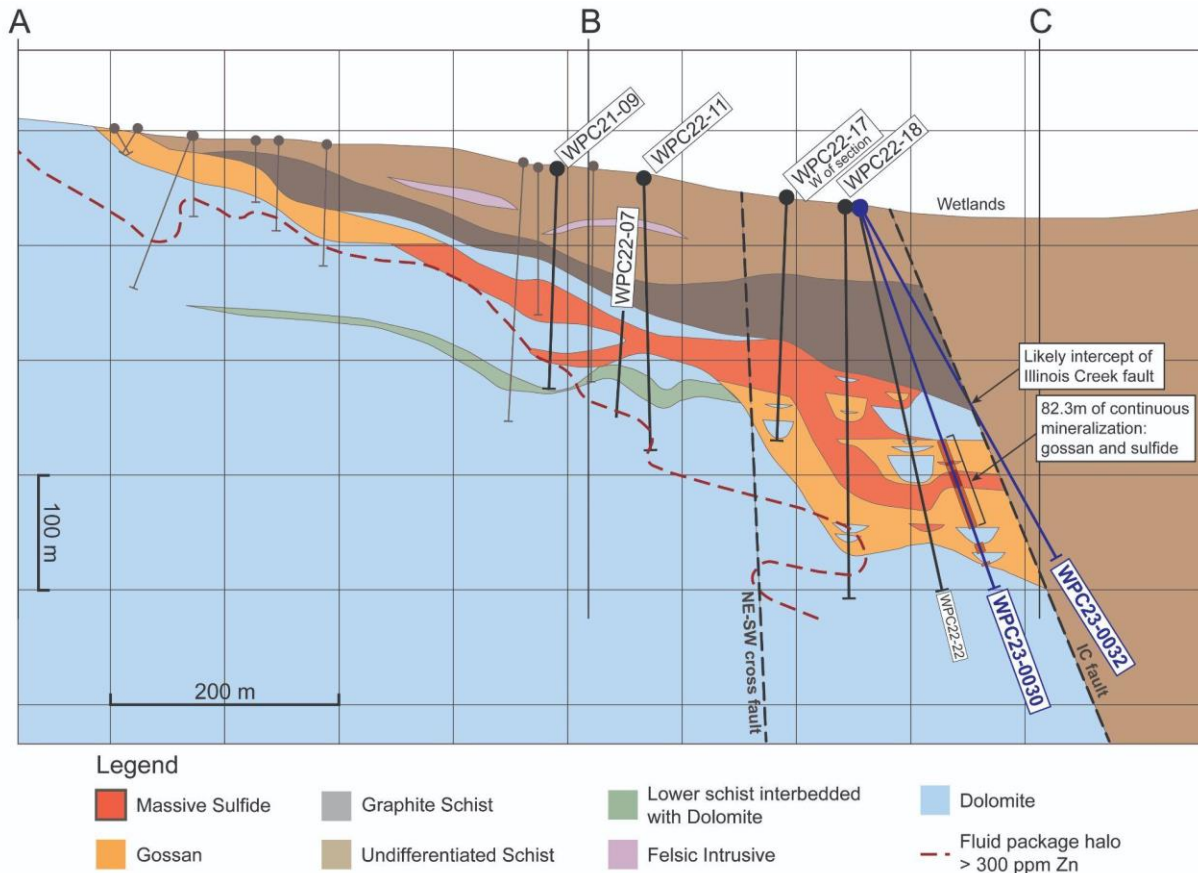 A
B
C
WPC21-09
WPC22-11
WPC22-17
W of section
WPC22-18
Wetlands
WPC22-07
Likely intercept of
Illinois Creek fault
82.3m of continuous
mineralization:
gossan and sulfide
100 m
200 m
NE-SW cross fault
WPC22-22
WPC23-0030
WPC23-0032
IC fault
Legend
Massive Sulfide
Graphite Schist
Lower schist interbedded
with Dolomite
Dolomite
Gossan
Undifferentiated Schist
Felsic Intrusive
Fluid package halo
> 300 ppm Zn